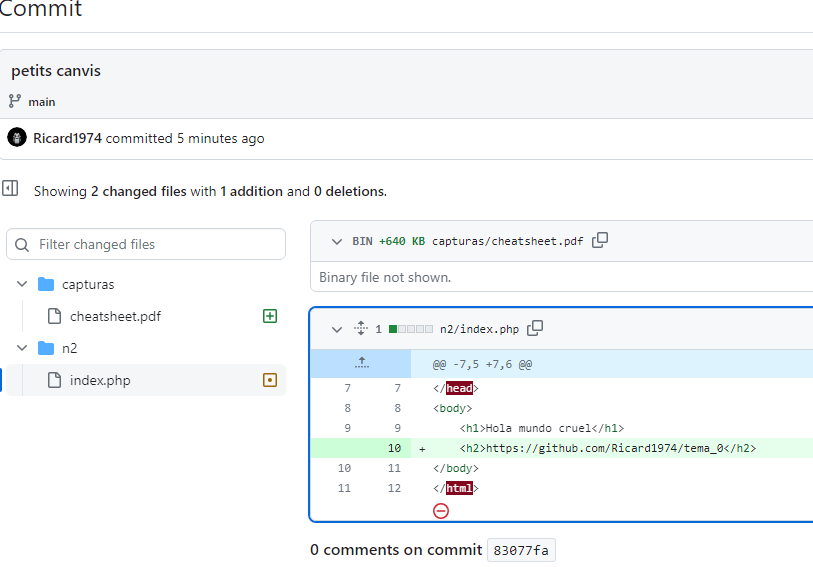 Commit
petits canvis
main
Ricard1974 committed 5 minutes ago
Showing 2 changed files with 1 addition and 0 deletions.
Filter changed files
capturas
cheatsheet.pdf
n2
index.php
BIN +640 KB capturas/cheatsheet.pdf
Binary file not shown.
1 n2/index.php
@@ -7,5 +7,6 @@
7 7 </head>
8 8 <body>
9 9 <h1>Hola mundo cruel</h1>
10 + <h2>https://github.com/Ricard1974/tema_0</h2>
10 11 </body>
11 12 </html>
0 comments on commit 83077fa